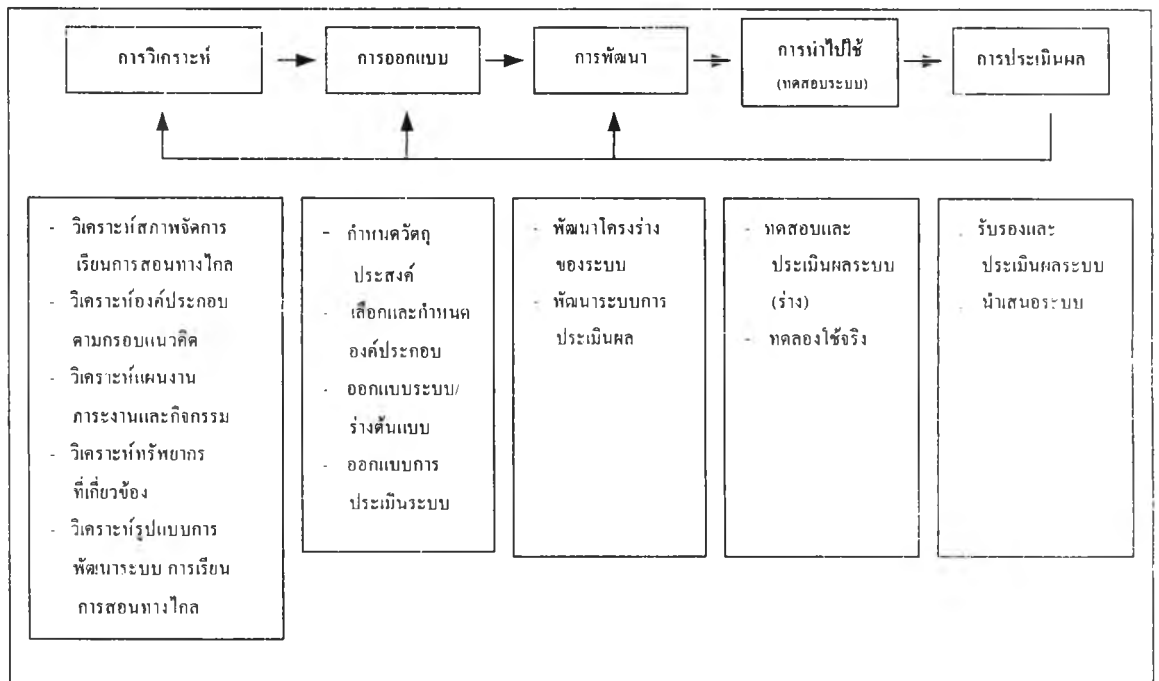 การวิเคราะห์
การออกแบบ
การพัฒนา
การนำไปใช้
(ทดสอบระบบ)
การประเมินผล
- วิเคราะห์สภาพจัดการ
เรียนการสอนทางไกล
- วิเคราะห์องค์ประกอบ
ตามกรอบแนวคิด
- วิเคราะห์แผนงาน
ภาระงานและกิจกรรม
- วิเคราะห์ทรัพยากร
ที่เกี่ยวข้อง
- วิเคราะห์รูปแบบการ
พัฒนาระบบ การเรียน
การสอนทางไกล
- กำหนดวัตถุ
ประสงค์
- เลือกและกำหนด
องค์ประกอบ
- ออกแบบระบบ/
ร่างต้นแบบ
- ออกแบบการ
ประเมินระบบ
- พัฒนาโครงร่าง
ของระบบ
- พัฒนาระบบการ
ประเมินผล
- ทดสอบและ
ประเมินผลระบบ
(ร่าง)
- ทดลองใช้จริง
- รับรองและ
ประเมินผลระบบ
- นำเสนอระบบ